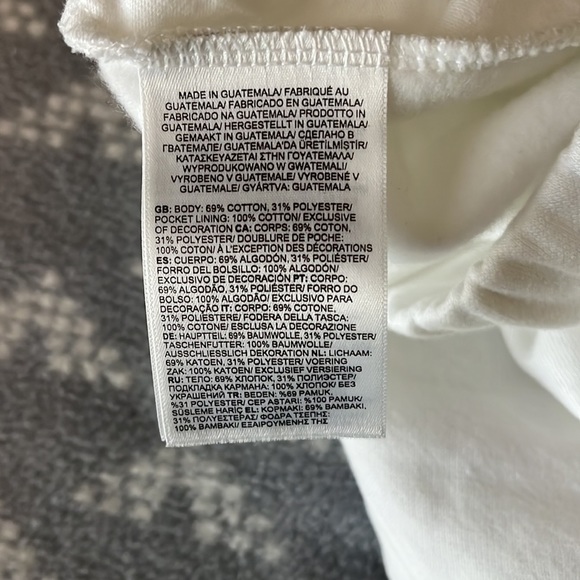 MADE IN GUATEMALA/ FABRIQUÉ AU
GUATEMALA/ FABRICADO EN GUATEMALA/
FABRICADO NA GUATEMALA/ PRODOTTO IN
GUATEMALA/ HERGESTELLT IN GUATEMALA/
GEMAAKT IN GUATEMALA/ СДЕЛАНО В
ГВАТЕМАЛЕ/ GUATEMALA'DA ÜRETİLMİŞTİR/
ΚΑΤΑΣΚΕΥΑΖΕΤΑΙ ΣΤΗΝ ΓΟΥΑΤΕΜΑΛΑ/
WYPRODUKOWANO W GWATEMALI/
VYROBENO V GUATEMALE/ VYROBENÉ V
GUATEMALE/ GYÁRTVA: GUATEMALA
GB: BODY: 69% COTTON, 31% POLYESTER/
POCKET LINING: 100% COTTON/ EXCLUSIVE
OF DECORATION CA: CORPS: 69% COTON,
31% POLYESTER/ DOUBLURE DE POCHE:
100% COTON/ À L'EXCEPTION DES DÉCORATIONS
ES: CUERPO: 69% ALGODÓN, 31% POLIÉSTER/
FORRO DEL BOLSILLO: 100% ALGODÓN/
EXCLUSIVO DE DECORACIÓN PT: CORPO:
69% ALGODÃO, 31% POLIÉSTER/ FORRO DO
BOLSO: 100% ALGODÃO/ EXCLUSIVO PARA
DECORAÇÃO IT: CORPO: 69% COTONE,
31% POLIESTERE/ FODERA DELLA TASCA:
100% COTONE/ ESCLUSA LA DECORAZIONE
DE: HAUPTTEIL: 69% BAUMWOLLE, 31% POLYESTER/
TASCHENFUTTER: 100% BAUMWOLLE/
AUSSCHLIESSLICH DEKORATION NL: LICHAAM:
69% KATOEN, 31% POLYESTER/ VOERING
ZAK: 100% KATOEN/ EXCLUSIEF VERSIERING
RU: ТЕЛО: 69% ХЛОПОК, 31% ПОЛИЭСТЕР/
ПОДКЛАДКА КАРМАНА: 100% ХЛОПОК/ БЕЗ
УКРАШЕНИЙ TR: BEDEN: %69 PAMUK,
%31 POLYESTER/ CEP ASTARI: %100 PAMUK/
SÜSLEME HARİÇ EL: ΚΟΡΜΑΚΙ: 69% ΒΑΜΒΑΚΙ,
31% ΠΟΛΥΕΣΤΕΡΑΣ/ ΦΟΔΡΑ ΤΣΕΠΗΣ:
100% ΒΑΜΒΑΚΙ/ ΕΞΑΙΡΟΥΜΕΝΗΣ ΤΗΣ